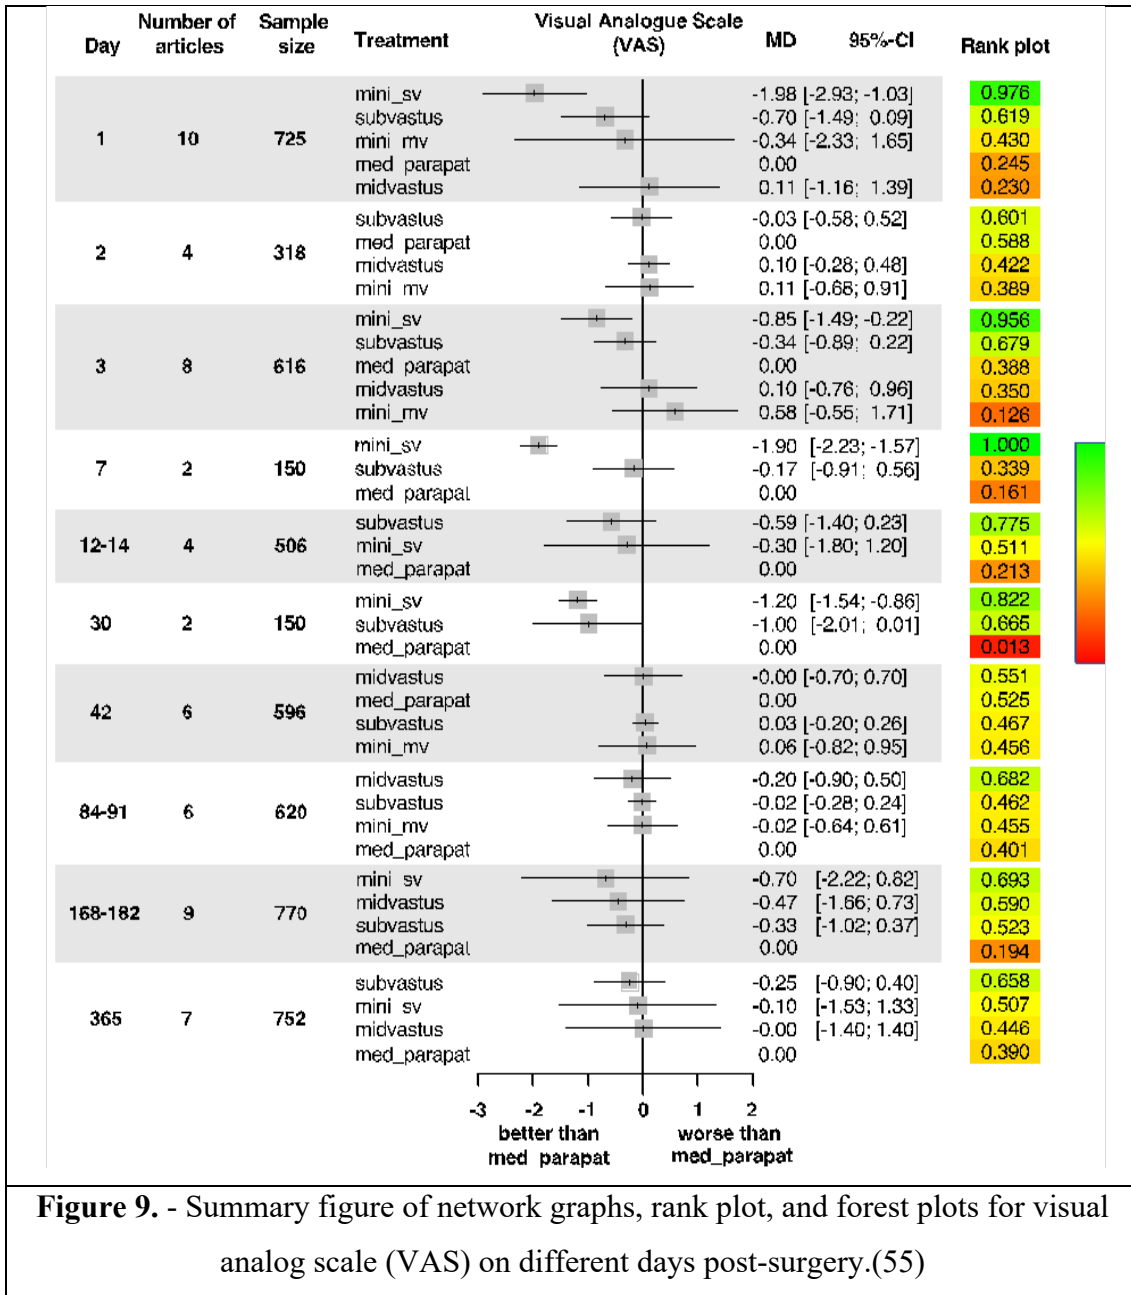 Day Number of articles Sample size Treatment Visual Analogue Scale (VAS) MD 95%-CI Rank plot
mini_sv -1.98 [-2.93; -1.03] 0.976
subvastus -0.70 [-1.49; 0.09] 0.619
1 10 725 mini mv -0.34 [-2.33; 1.65] 0.430
med parapat 0.00 0.245
midvastus 0.11 [-1.16; 1.39] 0.230
subvastus -0.03 [-0.58; 0.52] 0.601
med parapat 0.00 0.588
2 4 318 midvastus 0.10 [-0.28; 0.48] 0.422
mini mv 0.11 [-0.68; 0.91] 0.389
mini_sv -0.85 [-1.49; -0.22] 0.956
subvastus -0.34 [-0.89; 0.22] 0.679
3 8 616 med parapat 0.00 0.388
midvastus 0.10 [-0.76; 0.96] 0.350
mini_mv 0.58 [-0.55; 1.71] 0.126
mini_sv -1.90 [-2.23; -1.57] 1.000
7 2 150 subvastus -0.17 [-0.91; 0.56] 0.339
med parapat 0.00 0.161
subvastus -0.59 [-1.40; 0.23] 0.775
12-14 4 506 mini_sv -0.30 [-1.80; 1.20] 0.511
med_parapat 0.00 0.213
mini_sv -1.20 [-1.54; -0.86] 0.822
30 2 150 subvastus -1.00 [-2.01; 0.01] 0.665
med_parapat 0.00 0.013
midvastus -0.00 [-0.70; 0.70] 0.551
med_parapat 0.00 0.525
42 6 596 subvastus 0.03 [-0.20; 0.26] 0.467
mini_mv 0.06 [-0.82; 0.95] 0.456
midvastus -0.20 [-0.90; 0.50] 0.682
subvastus -0.02 [-0.28; 0.24] 0.462
84-91 6 620 mini_mv -0.02 [-0.64; 0.61] 0.455
med_parapat 0.00 0.401
mini sv -0.70 [-2.22; 0.82] 0.693
midvastus -0.47 [-1.66; 0.73] 0.590
168-182 9 770 subvastus -0.33 [-1.02; 0.37] 0.523
med_parapat 0.00 0.194
subvastus -0.25 [-0.90; 0.40] 0.658
mini sv -0.10 [-1.53; 1.33] 0.507
365 7 752 midvastus -0.00 [-1.40; 1.40] 0.446
med_parapat 0.00 0.390
-3 -2 -1 0 1 2
better than worse than
med parapat med_parapat
Figure 9. - Summary figure of network graphs, rank plot, and forest plots for visual
analog scale (VAS) on different days post-surgery.(55)